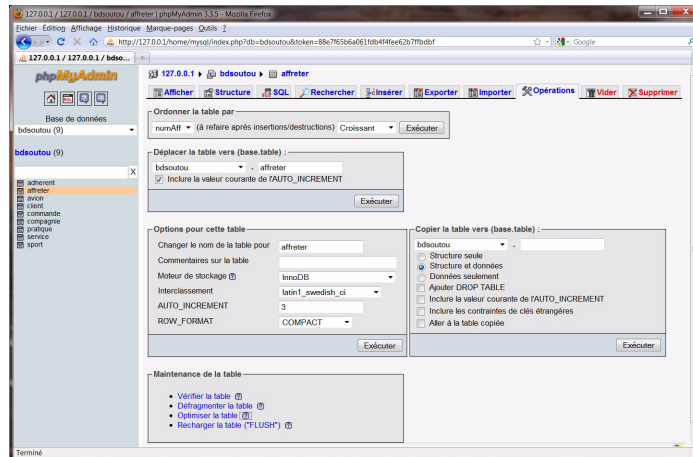 127.0.0.1 / 127.0.0.1 / bdsoutou / affreter | phpMyAdmin 3.3.5 - Mozilla Firefox
Fichier Edition Affichage Historique Marque-pages Outils ?
http://127.0.0.1/home/mysql/index.php?db=bdsoutou&token=88e7f65b6a061fdb4f4fee62b7ffbdbf
Google
127.0.0.1 / 127.0.0.1 / bdso...
phpMyAdmin
Base de données
bdsoutou (9)
bdsoutou (9)
X
adherent
affreter
avion
client
commande
compagnie
pratique
service
sport
127.0.0.1 ▸ bdsoutou ▸ affreter
Afficher Structure SQL Rechercher Insérer Exporter Importer Opérations Vider Supprimer
Ordonner la table par
numAff (à refaire après insertions/destructions) Croissant Exécuter
Déplacer la table vers (base.table) :
bdsoutou . affreter
Inclure la valeur courante de l'AUTO_INCREMENT
Exécuter
Options pour cette table
Changer le nom de la table pour affreter
Commentaires sur la table
Moteur de stockage InnoDB
Interclassement latin1_swedish_ci
AUTO_INCREMENT 3
ROW_FORMAT COMPACT
Exécuter
Copier la table vers (base.table) :
bdsoutou .
Structure seule
Structure et données
Données seulement
Ajouter DROP TABLE
Inclure la valeur courante de l'AUTO_INCREMENT
Inclure les contraintes de clés étrangères
Aller à la table copiée
Exécuter
Maintenance de la table
Vérifier la table
Défragmenter la table
Optimiser la table
Recharger la table ("FLUSH")
Terminé